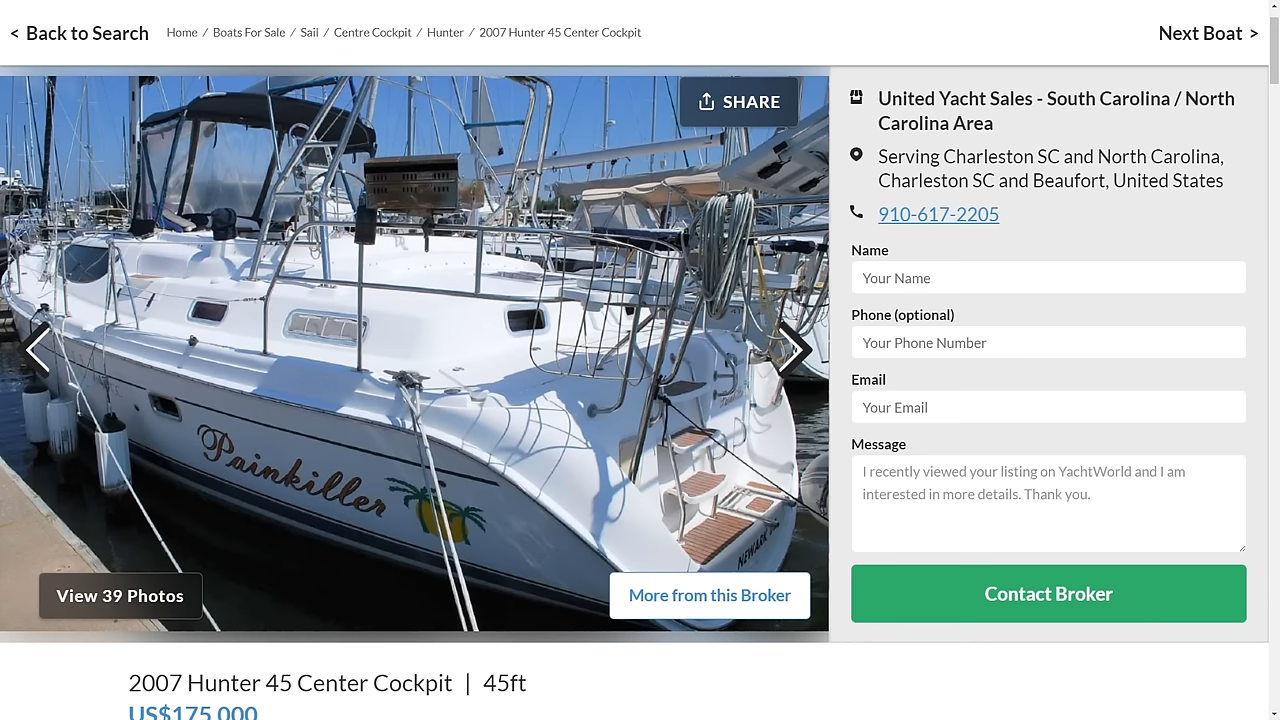 < Back to Search
Home / Boats For Sale / Sail / Centre Cockpit / Hunter / 2007 Hunter 45 Center Cockpit
Next Boat >
SHARE
Painkiller
View 39 Photos
More from this Broker
United Yacht Sales - South Carolina / North
Carolina Area
Serving Charleston SC and North Carolina,
Charleston SC and Beaufort, United States
910-617-2205
Name
Your Name
Phone (optional)
Your Phone Number
Email
Your Email
Message
I recently viewed your listing on YachtWorld and I am
interested in more details. Thank you.
Contact Broker
2007 Hunter 45 Center Cockpit | 45ft
US$175,000